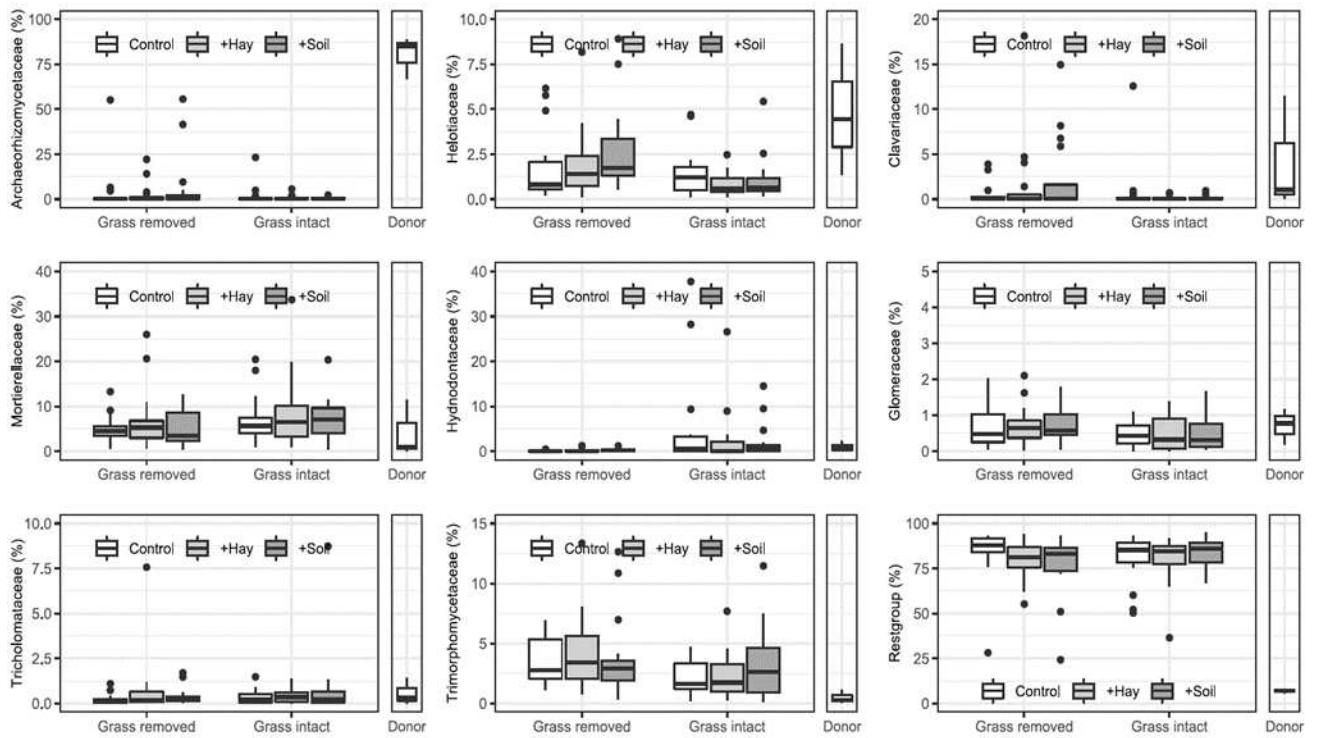 Archaeorhizomycetaceae (%)
100
75
50
25
0
Control +Hay +Soil
Grass removed Grass intact Donor
Helotiaceae (%)
10,0
7,5
5,0
2,5
0,0
Control +Hay +Soil
Grass removed Grass intact Donor
Clavariaceae (%)
20
15
10
5
0
Control +Hay +Soil
Grass removed Grass intact Donor
Mortierellaceae (%)
40
30
20
10
0
Control +Hay +Soil
Grass removed Grass intact Donor
Hydnodontaceae (%)
40
30
20
10
0
Control +Hay +Soil
Grass removed Grass intact Donor
Glomeraceae (%)
5
4
3
2
1
0
Control +Hay +Soil
Grass removed Grass intact Donor
Tricholomataceae (%)
10,0
7,5
5,0
2,5
0,0
Control +Hay +Soil
Grass removed Grass intact Donor
Trimorphomycetaceae (%)
15
10
5
0
Control +Hay +Soil
Grass removed Grass intact Donor
Restgroup (%)
100
75
50
25
0
Control +Hay +Soil
Grass removed Grass intact Donor